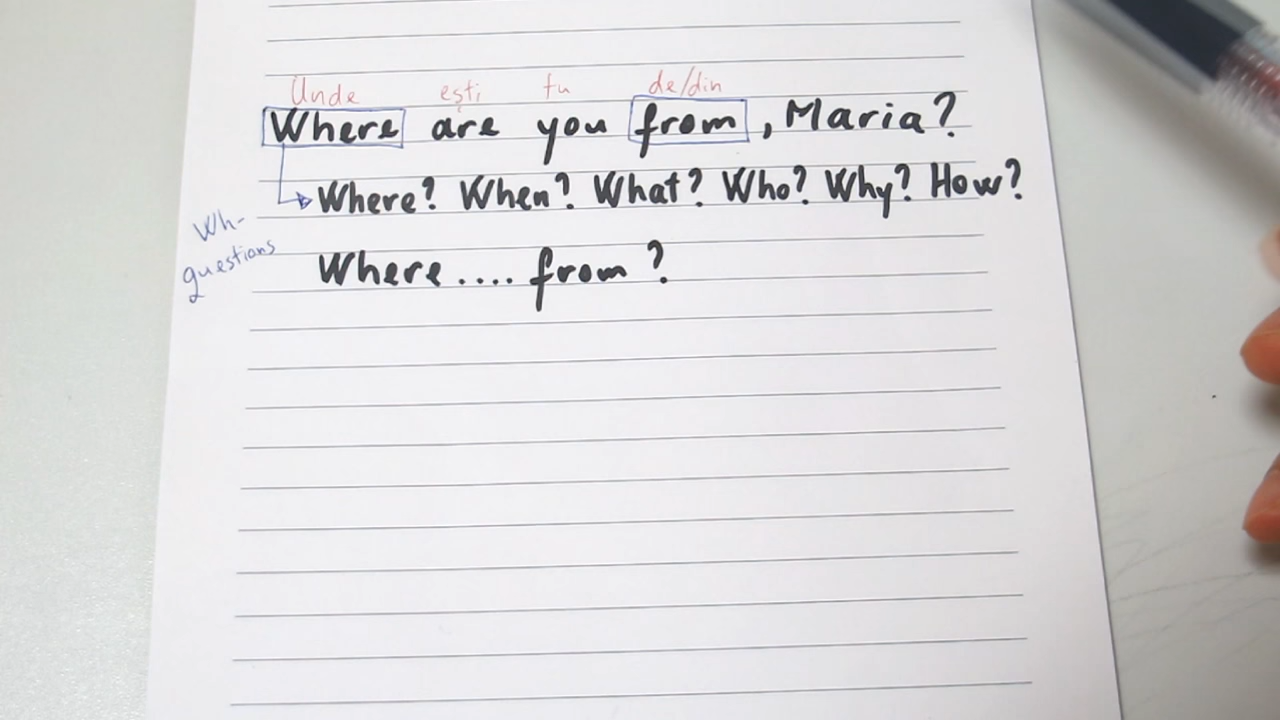 Unde ești tu de/din
Where are you from, Maria?
Where? When? What? Who? Why? How?
Wh-
questions
Where .... from?